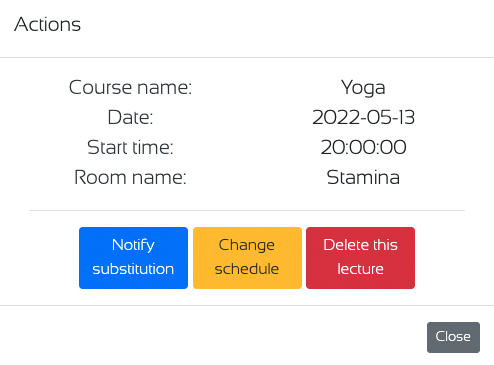 Actions
Course name: Yoga
Date: 2022-05-13
Start time: 20:00:00
Room name: Stamina
Notify substitution
Change schedule
Delete this lecture
Close